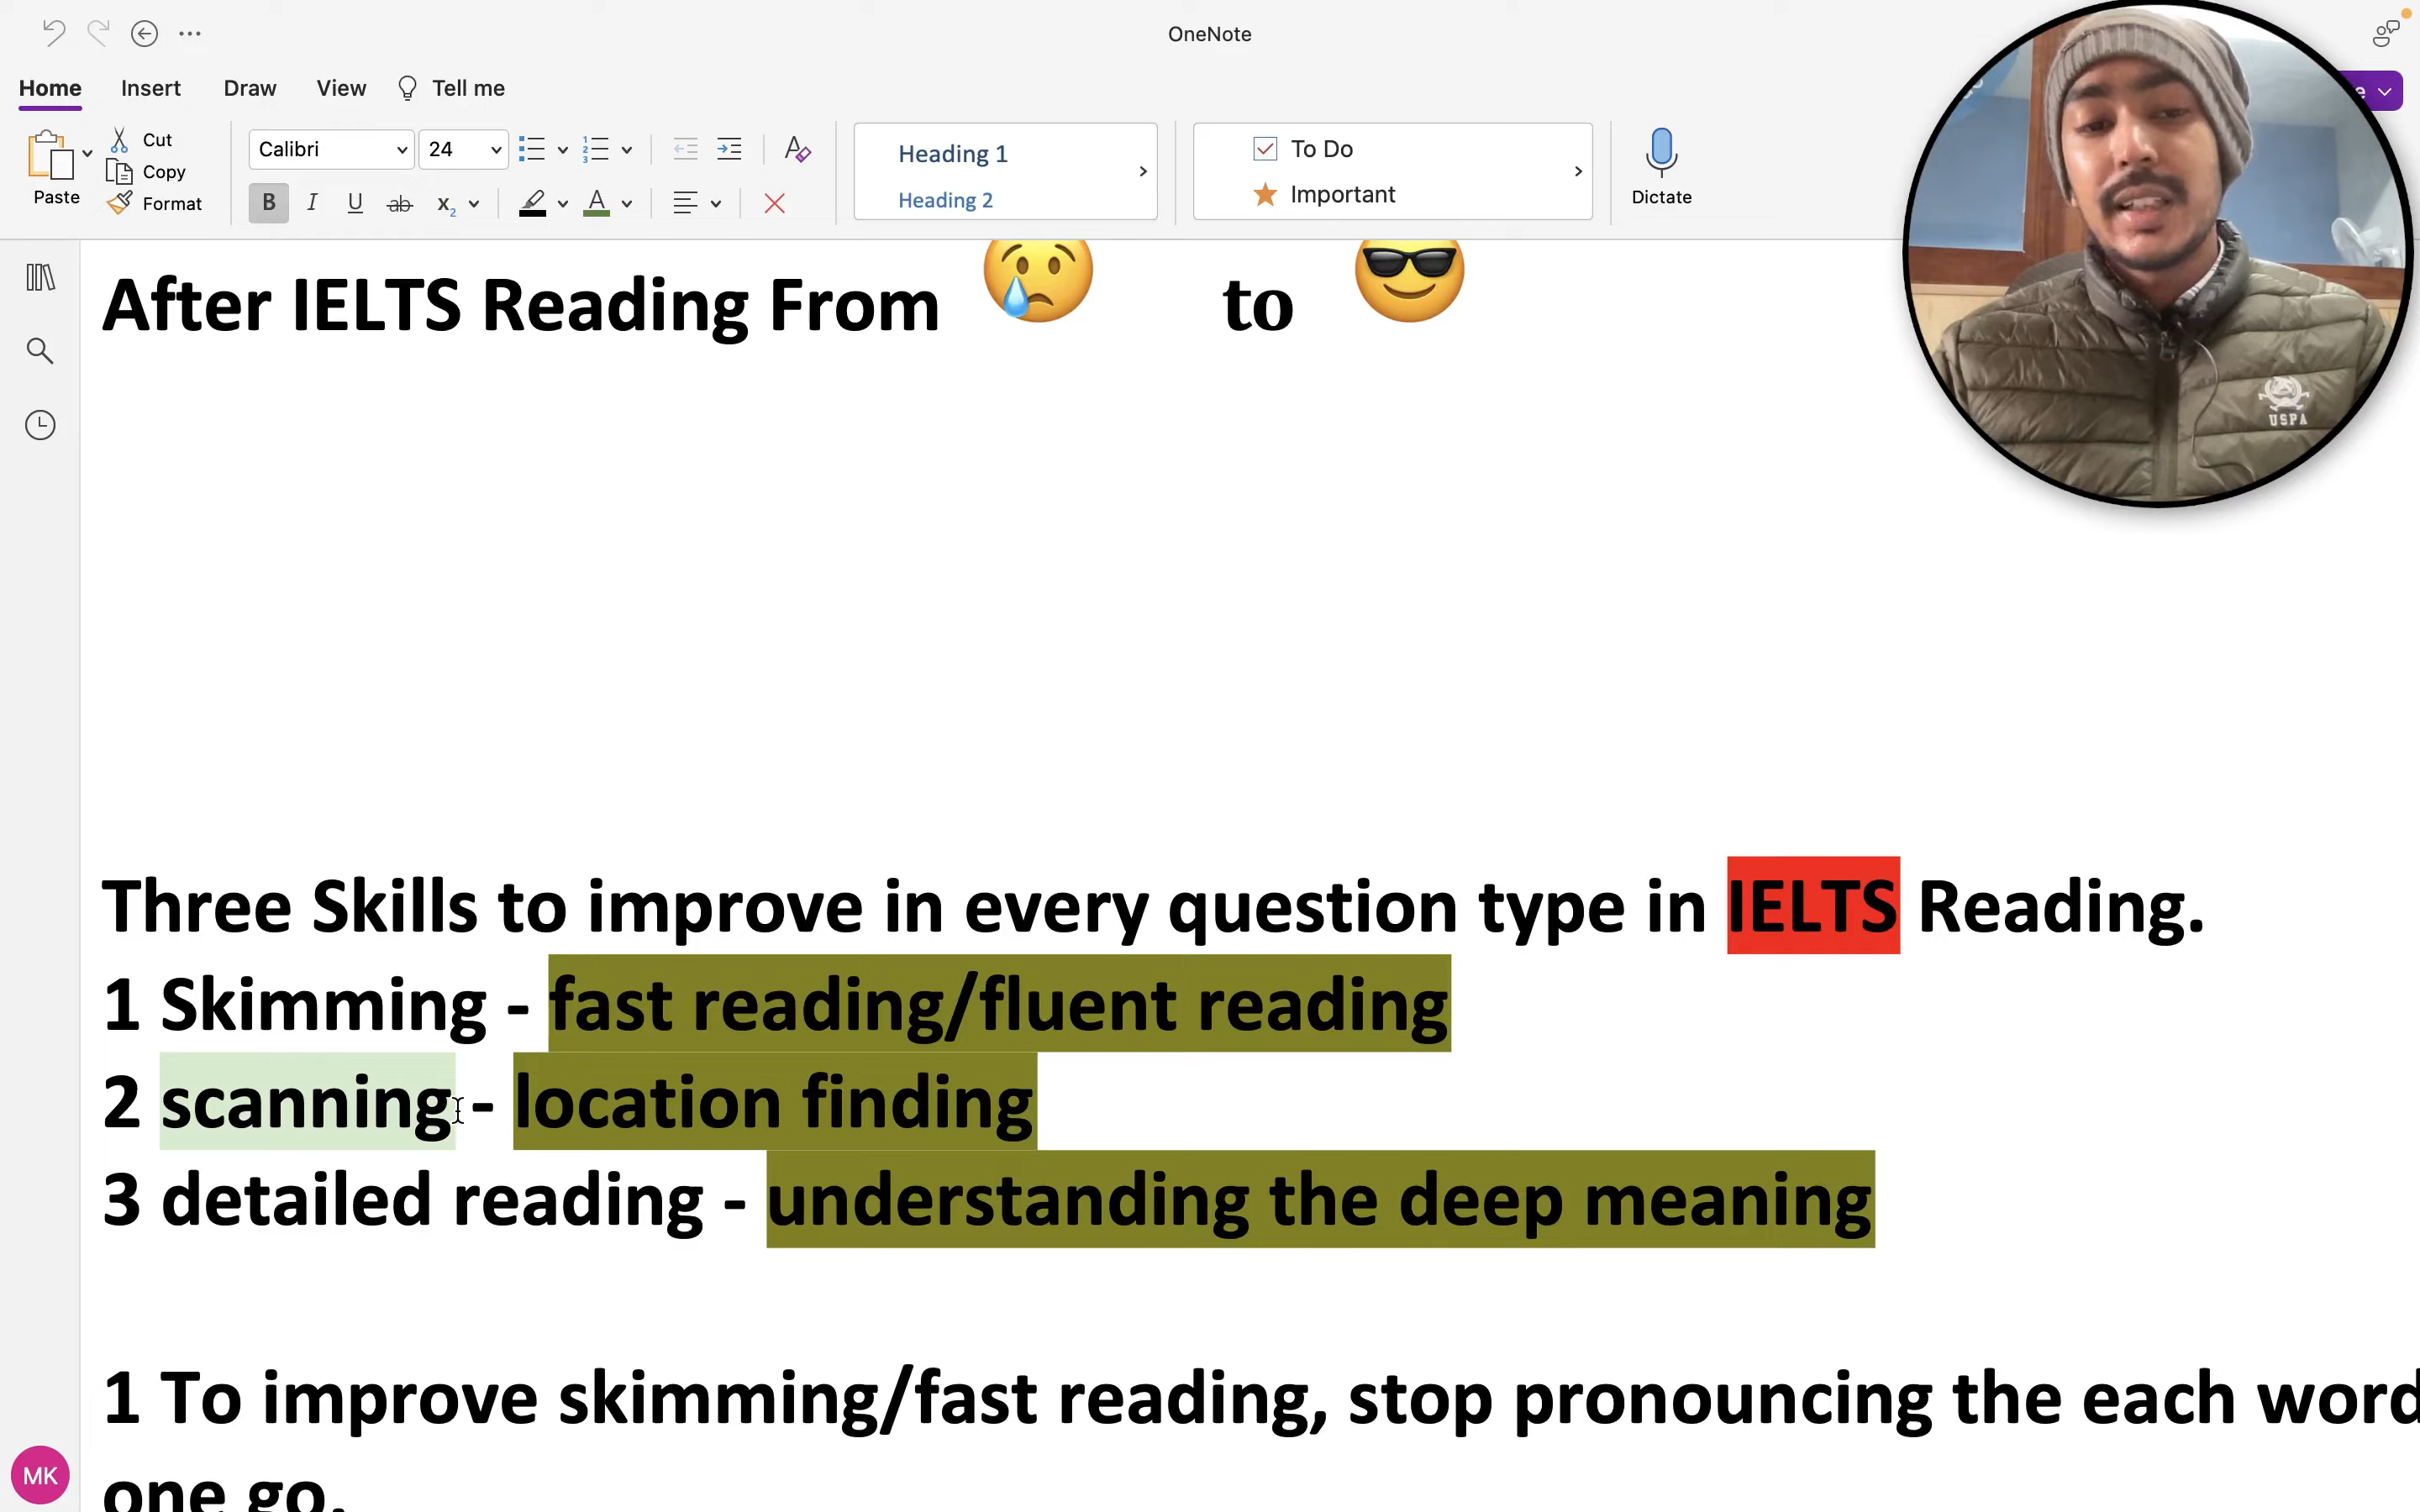 OneNote
Home Insert Draw View Tell me
Paste
Cut
Copy
Format
Calibri 24
B I U ab x2 A
Heading 1
Heading 2
To Do
Important
Dictate
USPA
After IELTS Reading From 😢 to 😎
Three Skills to improve in every question type in IELTS Reading.
1 Skimming - fast reading/fluent reading
2 scanning - location finding
3 detailed reading - understanding the deep meaning
1 To improve skimming/fast reading, stop pronouncing the each word
one go.
MK